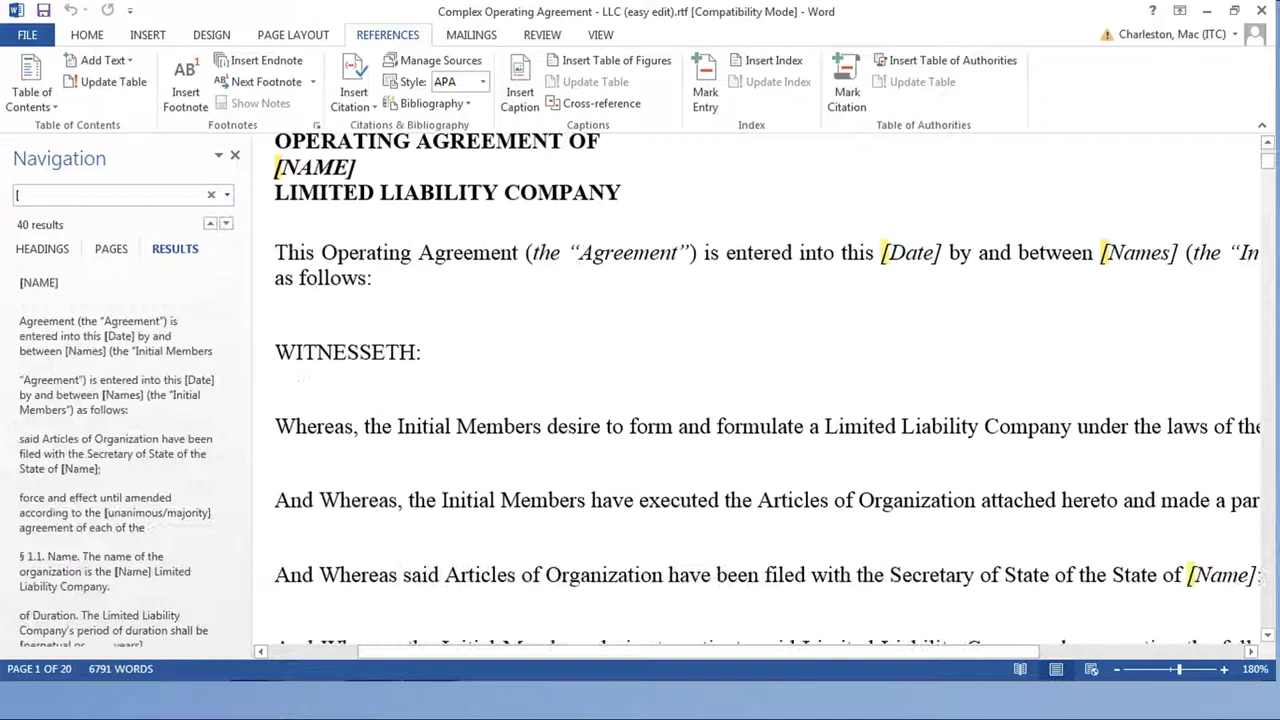 Complex Operating Agreement - LLC (easy edit).rtf [Compatibility Mode] - Word
FILE HOME INSERT DESIGN PAGE LAYOUT REFERENCES MAILINGS REVIEW VIEW Charleston, Mac (ITC)
Table of Contents
Add Text
Update Table
Table of Contents
AB¹
Insert Footnote
Insert Endnote
Next Footnote
Show Notes
Footnotes
Insert Citation
Manage Sources
Style: APA
Bibliography
Citations & Bibliography
Insert Caption
Insert Table of Figures
Update Table
Cross-reference
Captions
Mark Entry
Insert Index
Update Index
Index
Mark Citation
Insert Table of Authorities
Update Table
Table of Authorities
Navigation
[
40 results
HEADINGS PAGES RESULTS
[NAME]
Agreement (the “Agreement”) is
entered into this [Date] by and
between [Names] (the “Initial Members
“Agreement”) is entered into this [Date]
by and between [Names] (the “Initial
Members”) as follows:
said Articles of Organization have been
filed with the Secretary of State of the
State of [Name];
force and effect until amended
according to the [unanimous/majority]
agreement of each of the
§ 1.1. Name. The name of the
organization is the [Name] Limited
Liability Company.
of Duration. The Limited Liability
Company’s period of duration shall be
[perpetual or years]
OPERATING AGREEMENT OF
[NAME]
LIMITED LIABILITY COMPANY
This Operating Agreement (the “Agreement”) is entered into this [Date] by and between [Names] (the “In
as follows:
WITNESSETH:
Whereas, the Initial Members desire to form and formulate a Limited Liability Company under the laws of the
And Whereas, the Initial Members have executed the Articles of Organization attached hereto and made a par
And Whereas said Articles of Organization have been filed with the Secretary of State of the State of [Name];
PAGE 1 OF 20 6791 WORDS 180%